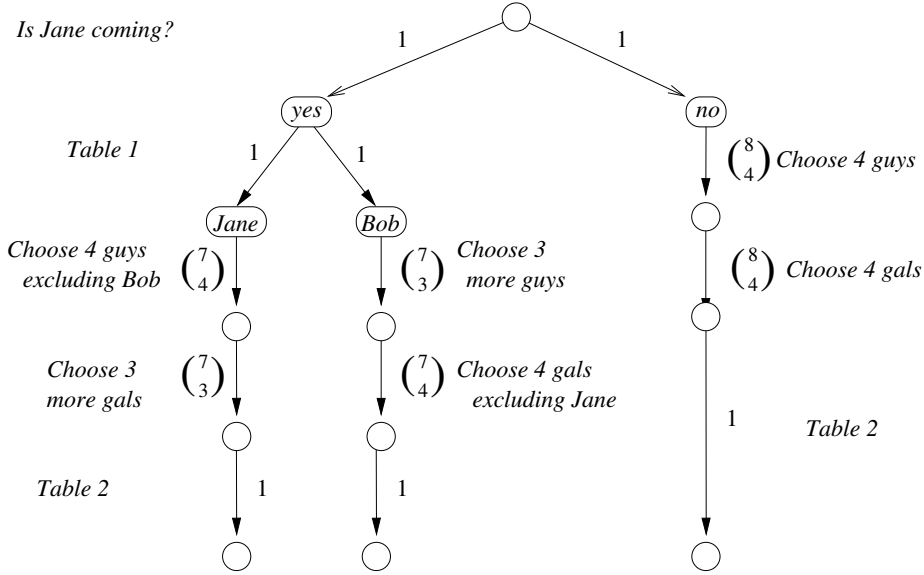 Is Jane coming?
1
1
yes
no
Table 1
1
1
(8 4) Choose 4 guys
Jane
Bob
Choose 4 guys
excluding Bob
(7 4)
(7 3)
Choose 3
more guys
(8 4) Choose 4 gals
Choose 3
more gals
(7 3)
(7 4)
Choose 4 gals
excluding Jane
1
Table 2
Table 2
1
1